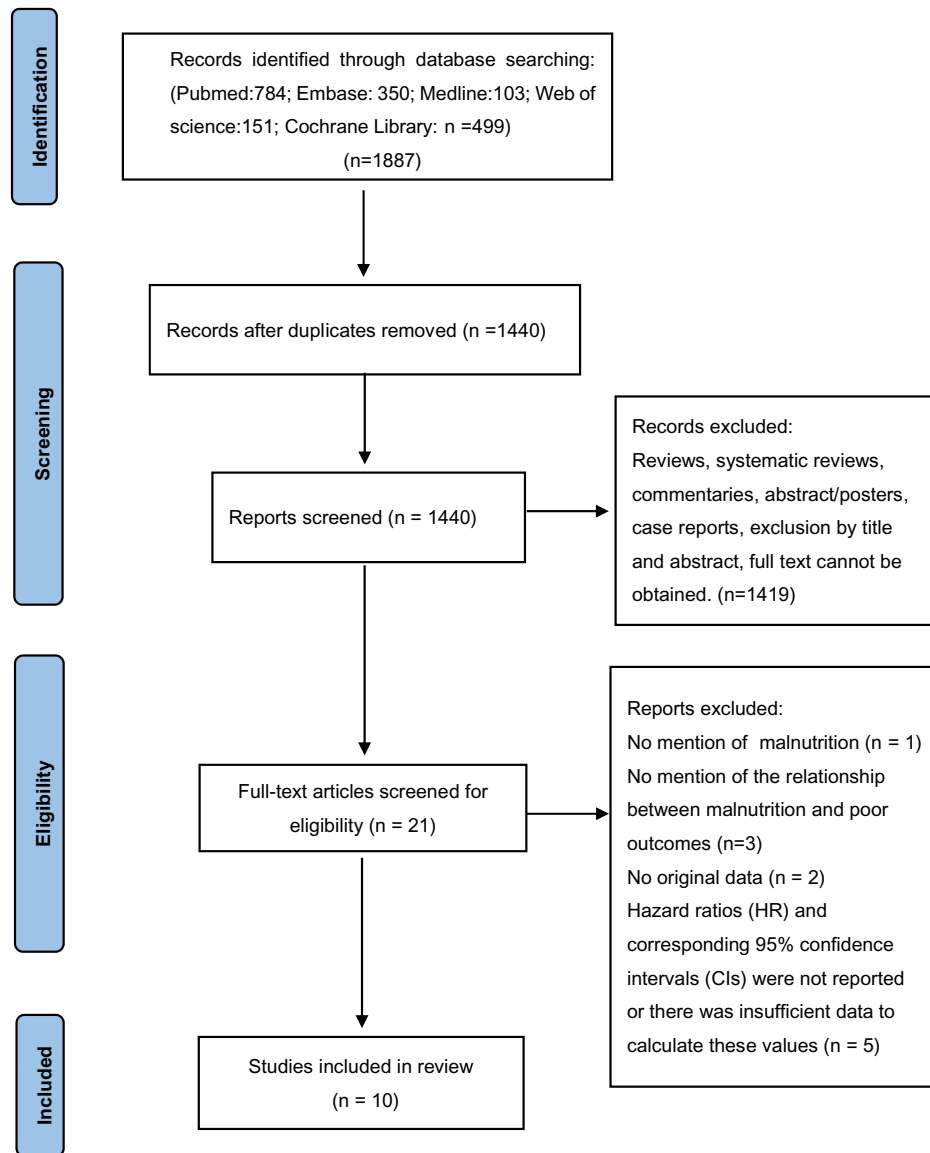 Identification
Records identified through database searching:
(Pubmed:784; Embase: 350; Medline:103; Web of
science:151; Cochrane Library: n =499)
(n=1887)
Screening
Records after duplicates removed (n =1440)
Reports screened (n = 1440)
Records excluded:
Reviews, systematic reviews,
commentaries, abstract/posters,
case reports, exclusion by title
and abstract, full text cannot be
obtained. (n=1419)
Eligibility
Full-text articles screened for
eligibility (n = 21)
Reports excluded:
No mention of malnutrition (n = 1)
No mention of the relationship
between malnutrition and poor
outcomes (n=3)
No original data (n = 2)
Hazard ratios (HR) and
corresponding 95% confidence
intervals (CIs) were not reported
or there was insufficient data to
calculate these values (n = 5)
Included
Studies included in review
(n = 10)